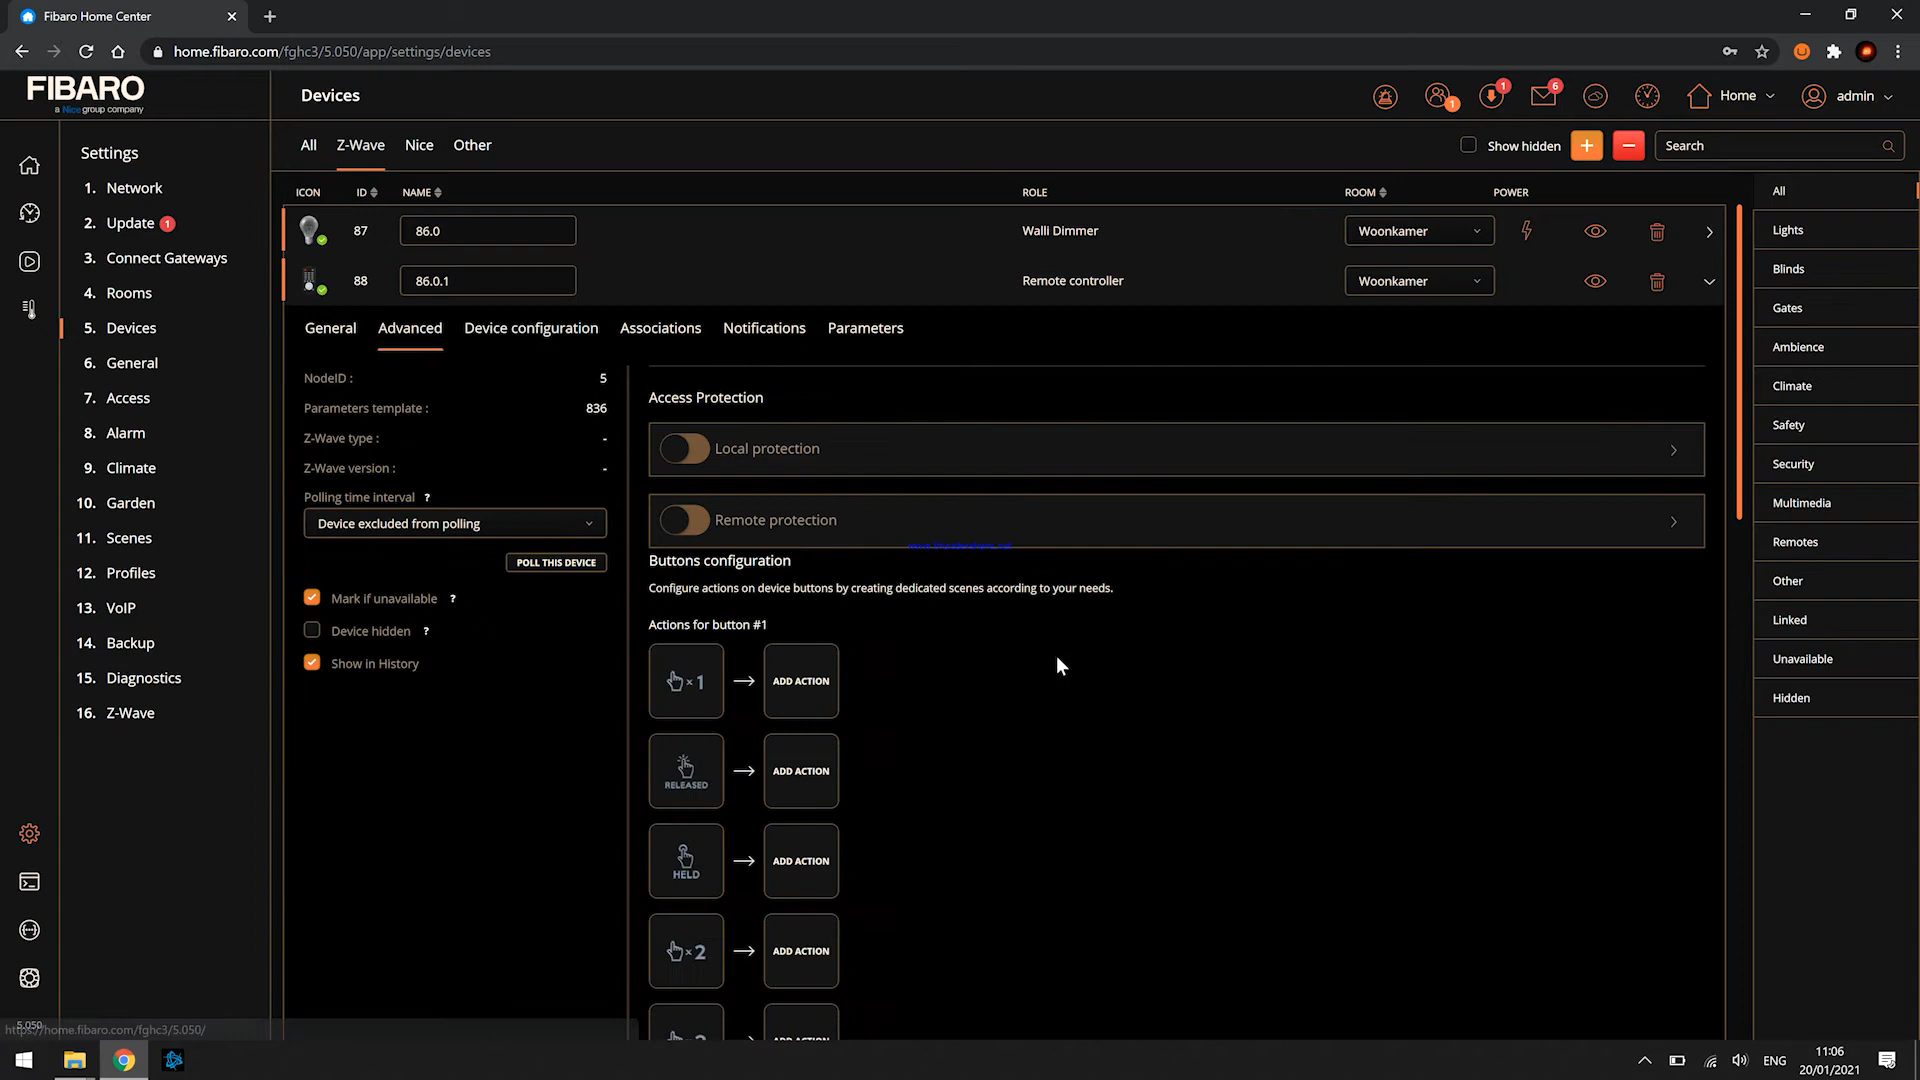 Fibaro Home Center
home.fibaro.com/fghc3/5.050/app/settings/devices
FIBARO
a Nice group company
Devices
1
1
6
Home
admin
Settings
1. Network
2. Update 1
3. Connect Gateways
4. Rooms
5. Devices
6. General
7. Access
8. Alarm
9. Climate
10. Garden
11. Scenes
12. Profiles
13. VoIP
14. Backup
15. Diagnostics
16. Z-Wave
All Z-Wave Nice Other
Show hidden + − Search
ICON ID NAME ROLE ROOM POWER
87 86.0 Walli Dimmer Woonkamer
88 86.0.1 Remote controller Woonkamer
General Advanced Device configuration Associations Notifications Parameters
NodeID : 5
Parameters template : 836
Z-Wave type : -
Z-Wave version : -
Polling time interval ?
Device excluded from polling
POLL THIS DEVICE
Mark if unavailable ?
Device hidden ?
Show in History
Access Protection
Local protection
Remote protection
Buttons configuration
Configure actions on device buttons by creating dedicated scenes according to your needs.
Actions for button #1
× 1 ADD ACTION
RELEASED ADD ACTION
HELD ADD ACTION
× 2 ADD ACTION
All
Lights
Blinds
Gates
Ambience
Climate
Safety
Security
Multimedia
Remotes
Other
Linked
Unavailable
Hidden
5.050
https://home.fibaro.com/fghc3/5.050/
ENG
11:06
20/01/2021